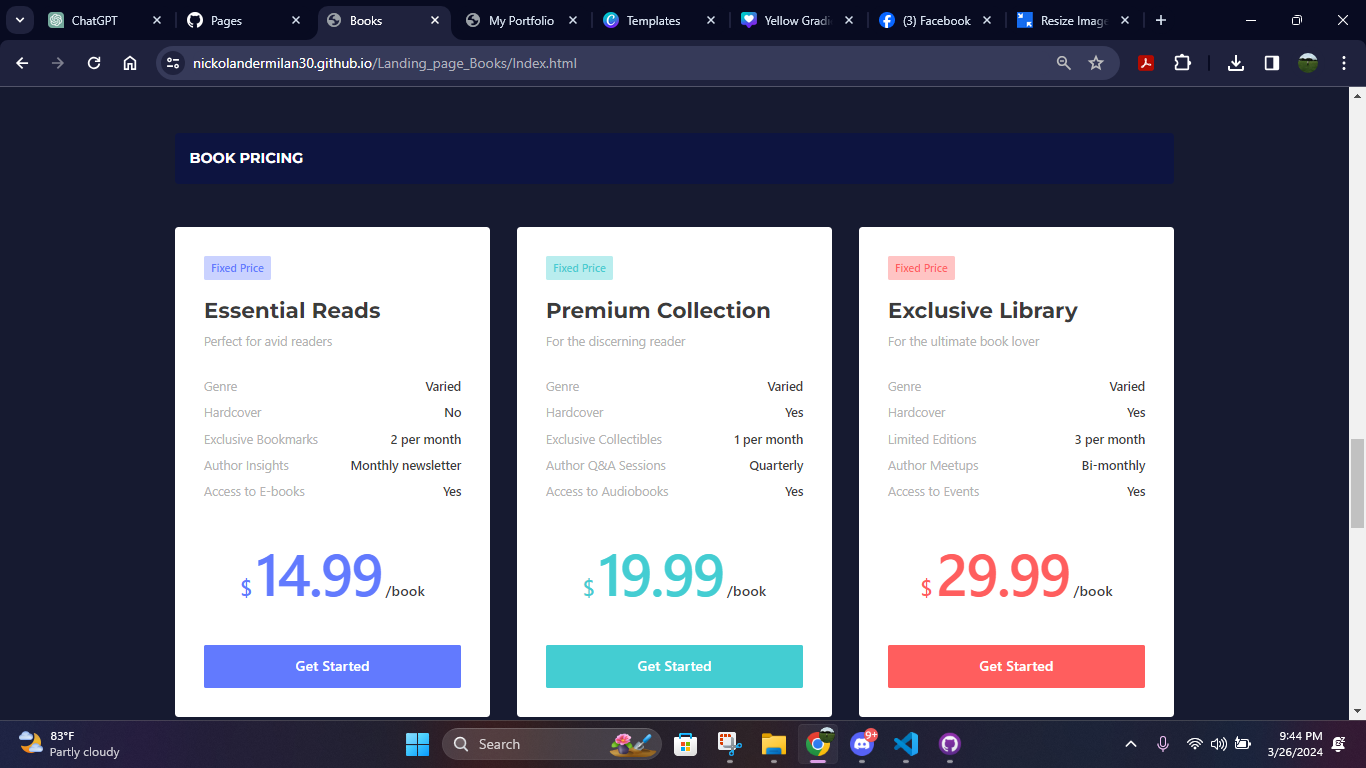 ChatGPT
Pages
Books
My Portfolio
Templates
Yellow Gradi
(3) Facebook
Resize Image
nickolandermilan30.github.io/Landing_page_Books/Index.html
BOOK PRICING
Fixed Price
Essential Reads
Perfect for avid readers
Genre Varied
Hardcover No
Exclusive Bookmarks 2 per month
Author Insights Monthly newsletter
Access to E-books Yes
$14.99/book
Get Started
Fixed Price
Premium Collection
For the discerning reader
Genre Varied
Hardcover Yes
Exclusive Collectibles 1 per month
Author Q&A Sessions Quarterly
Access to Audiobooks Yes
$19.99/book
Get Started
Fixed Price
Exclusive Library
For the ultimate book lover
Genre Varied
Hardcover Yes
Limited Editions 3 per month
Author Meetups Bi-monthly
Access to Events Yes
$29.99/book
Get Started
83°F
Partly cloudy
Search
9+
9:44 PM
3/26/2024